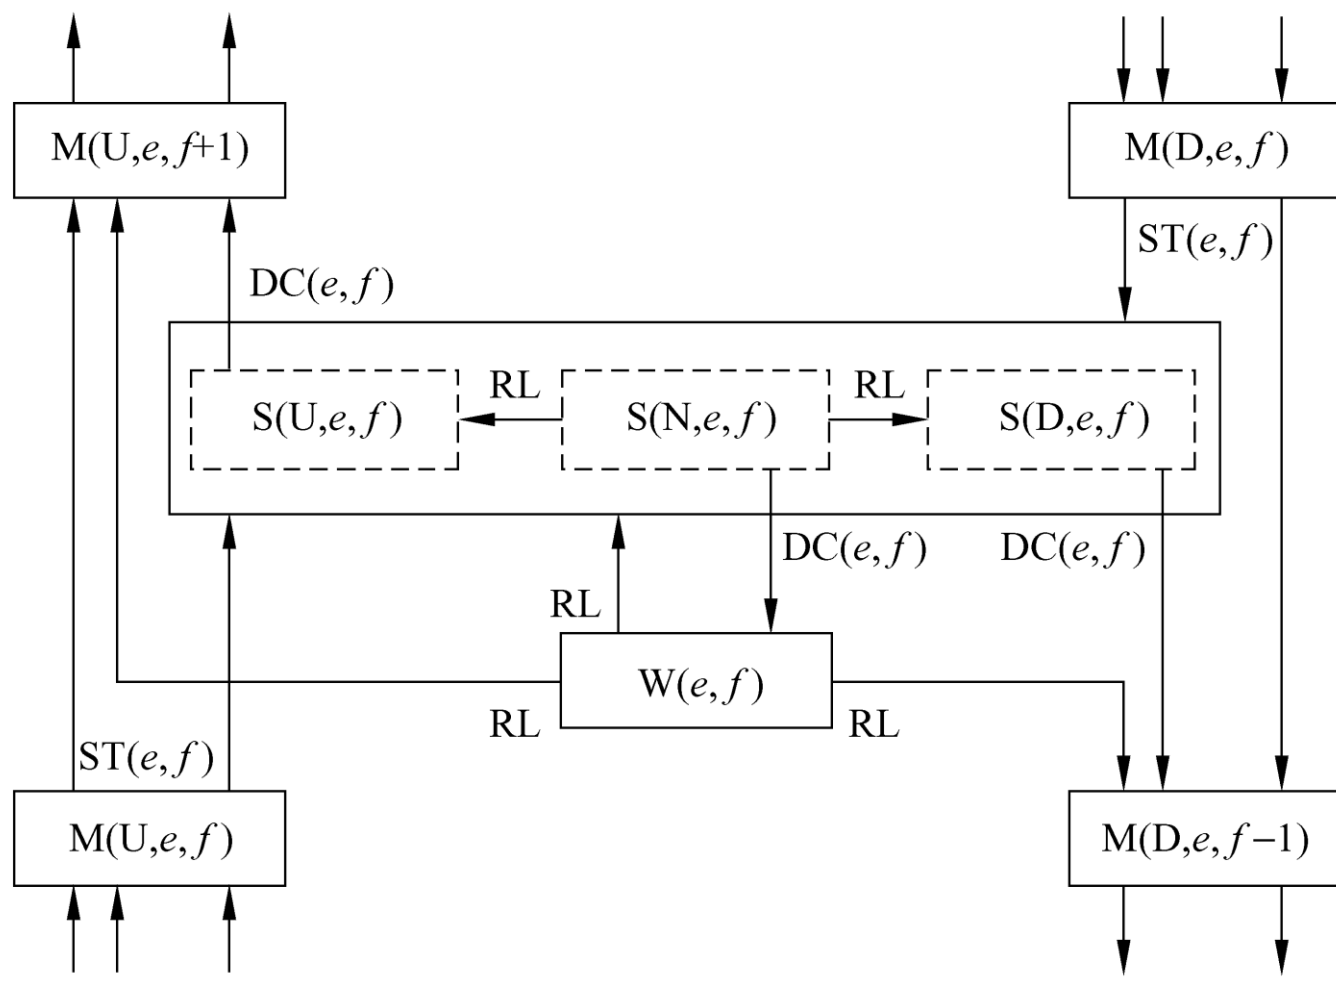 M(U,e,f+1)
M(D,e,f)
ST(e,f)
DC(e,f)
RL
RL
S(U,e,f)
S(N,e,f)
S(D,e,f)
DC(e,f)
DC(e,f)
RL
W(e,f)
RL
RL
ST(e,f)
M(U,e,f)
M(D,e,f−1)